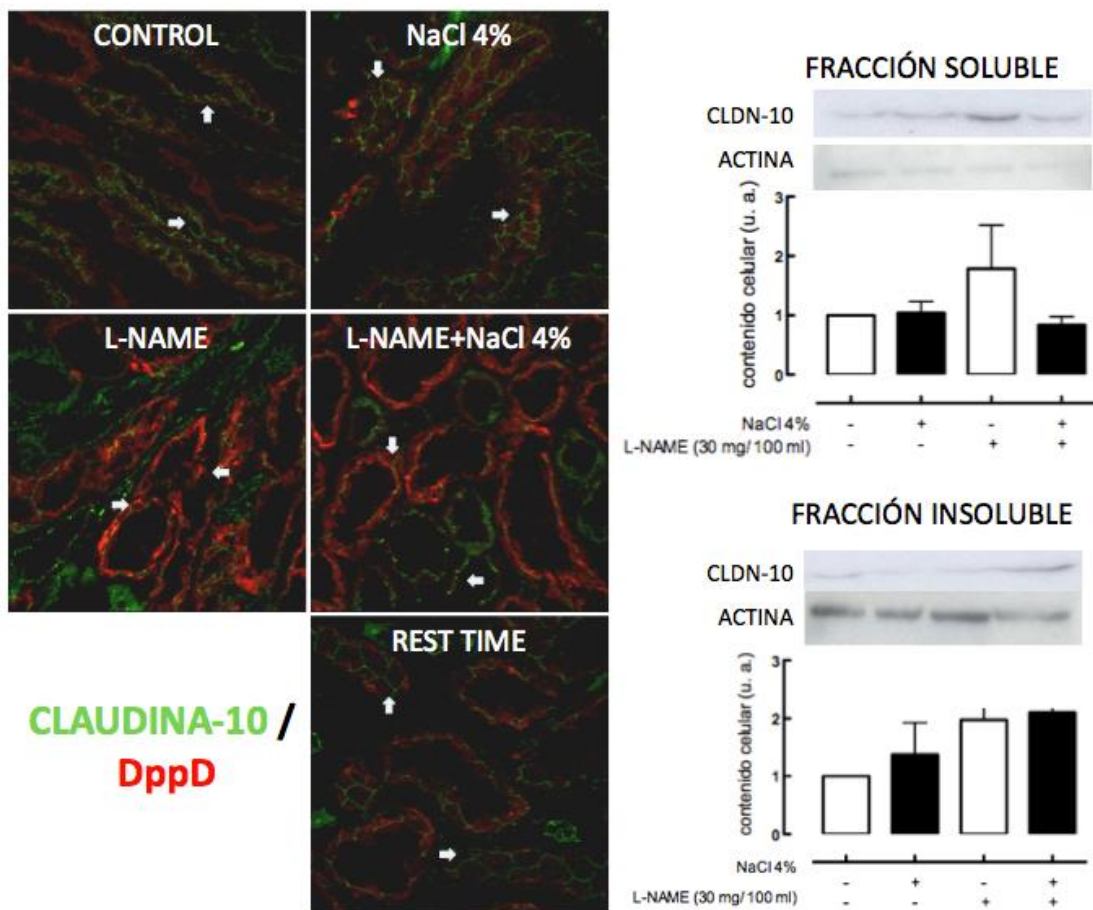 CONTROL
NaCl 4%
L-NAME
L-NAME+NaCl 4%
REST TIME
CLAUDINA-10 /
DppD
FRACCIÓN SOLUBLE
CLDN-10
ACTINA
contenido celular (u. a.)
3
2
1
0
NaCl 4% - + - +
L-NAME (30 mg/100 ml) - - + +
FRACCIÓN INSOLUBLE
CLDN-10
ACTINA
contenido celular (u. a.)
3
2
1
0
NaCl 4% - + - +
L-NAME (30 mg/100 ml) - - + +